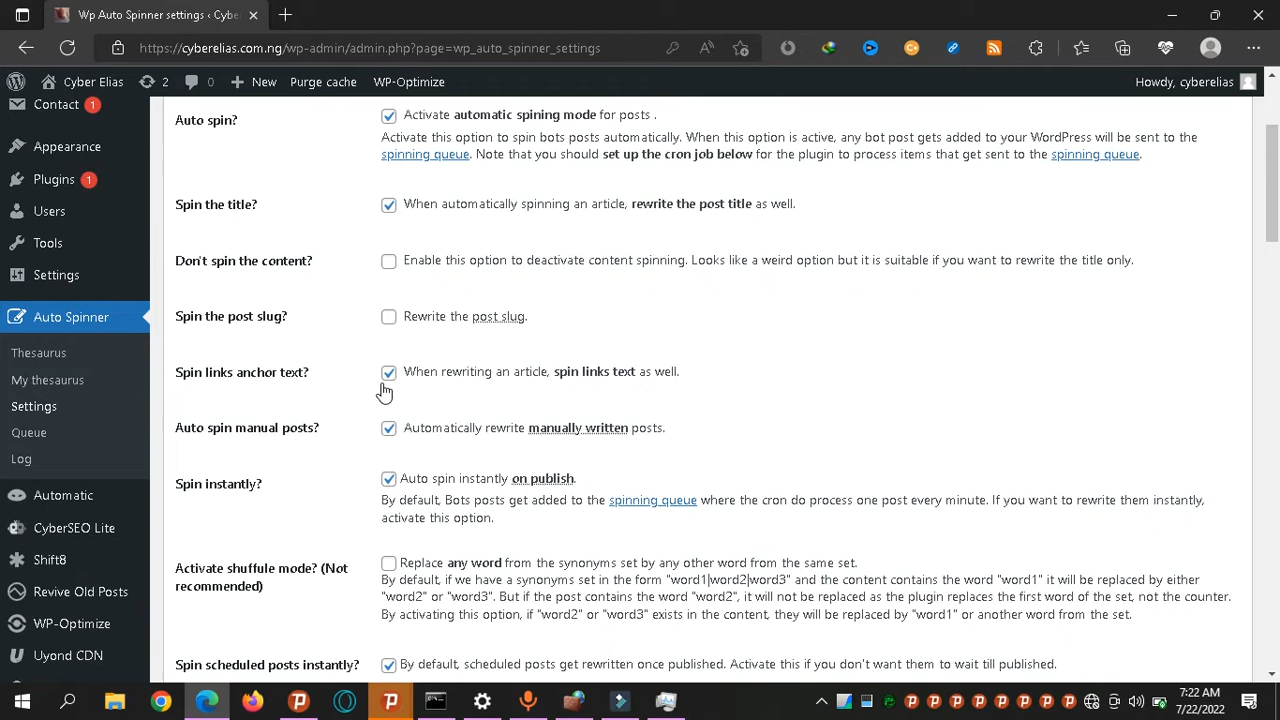 Wp Auto Spinner settings
https://cyberelias.com.ng/wp-admin/admin.php?page=wp_auto_spinner_settings
Cyber Elias
2
0
New
Purge cache
WP-Optimize
Howdy, cyberelias
Contact 1
Appearance
Plugins 1
Users
Tools
Settings
Auto Spinner
Thesaurus
My thesaurus
Settings
Queue
Log
Automatic
CyberSEO Lite
Shift8
Revive Old Posts
WP-Optimize
Uyond CDN
Auto spin?
Activate automatic spining mode for posts .
Activate this option to spin bots posts automatically. When this option is active, any bot post gets added to your WordPress will be sent to the
spinning queue. Note that you should set up the cron job below for the plugin to process items that get sent to the spinning queue.
Spin the title?
When automatically spinning an article, rewrite the post title as well.
Don't spin the content?
Enable this option to deactivate content spinning. Looks like a weird option but it is suitable if you want to rewrite the title only.
Spin the post slug?
Rewrite the post slug.
Spin links anchor text?
When rewriting an article, spin links text as well.
Auto spin manual posts?
Automatically rewrite manually written posts.
Spin instantly?
Auto spin instantly on publish.
By default, Bots posts get added to the spinning queue where the cron do process one post every minute. If you want to rewrite them instantly,
activate this option.
Activate shuffule mode? (Not
recommended)
Replace any word from the synonyms set by any other word from the same set.
By default, if we have a synonyms set in the form "word1|word2|word3" and the content contains the word "word1" it will be replaced by either
"word2" or "word3". But if the post contains the word "word2", it will not be replaced as the plugin replaces the first word of the set, not the counter.
By activating this option, if "word2" or "word3" exists in the content, they will be replaced by "word1" or another word from the set.
Spin scheduled posts instantly?
By default, scheduled posts get rewritten once published. Activate this if you don't want them to wait till published.
7:22 AM
7/22/2022